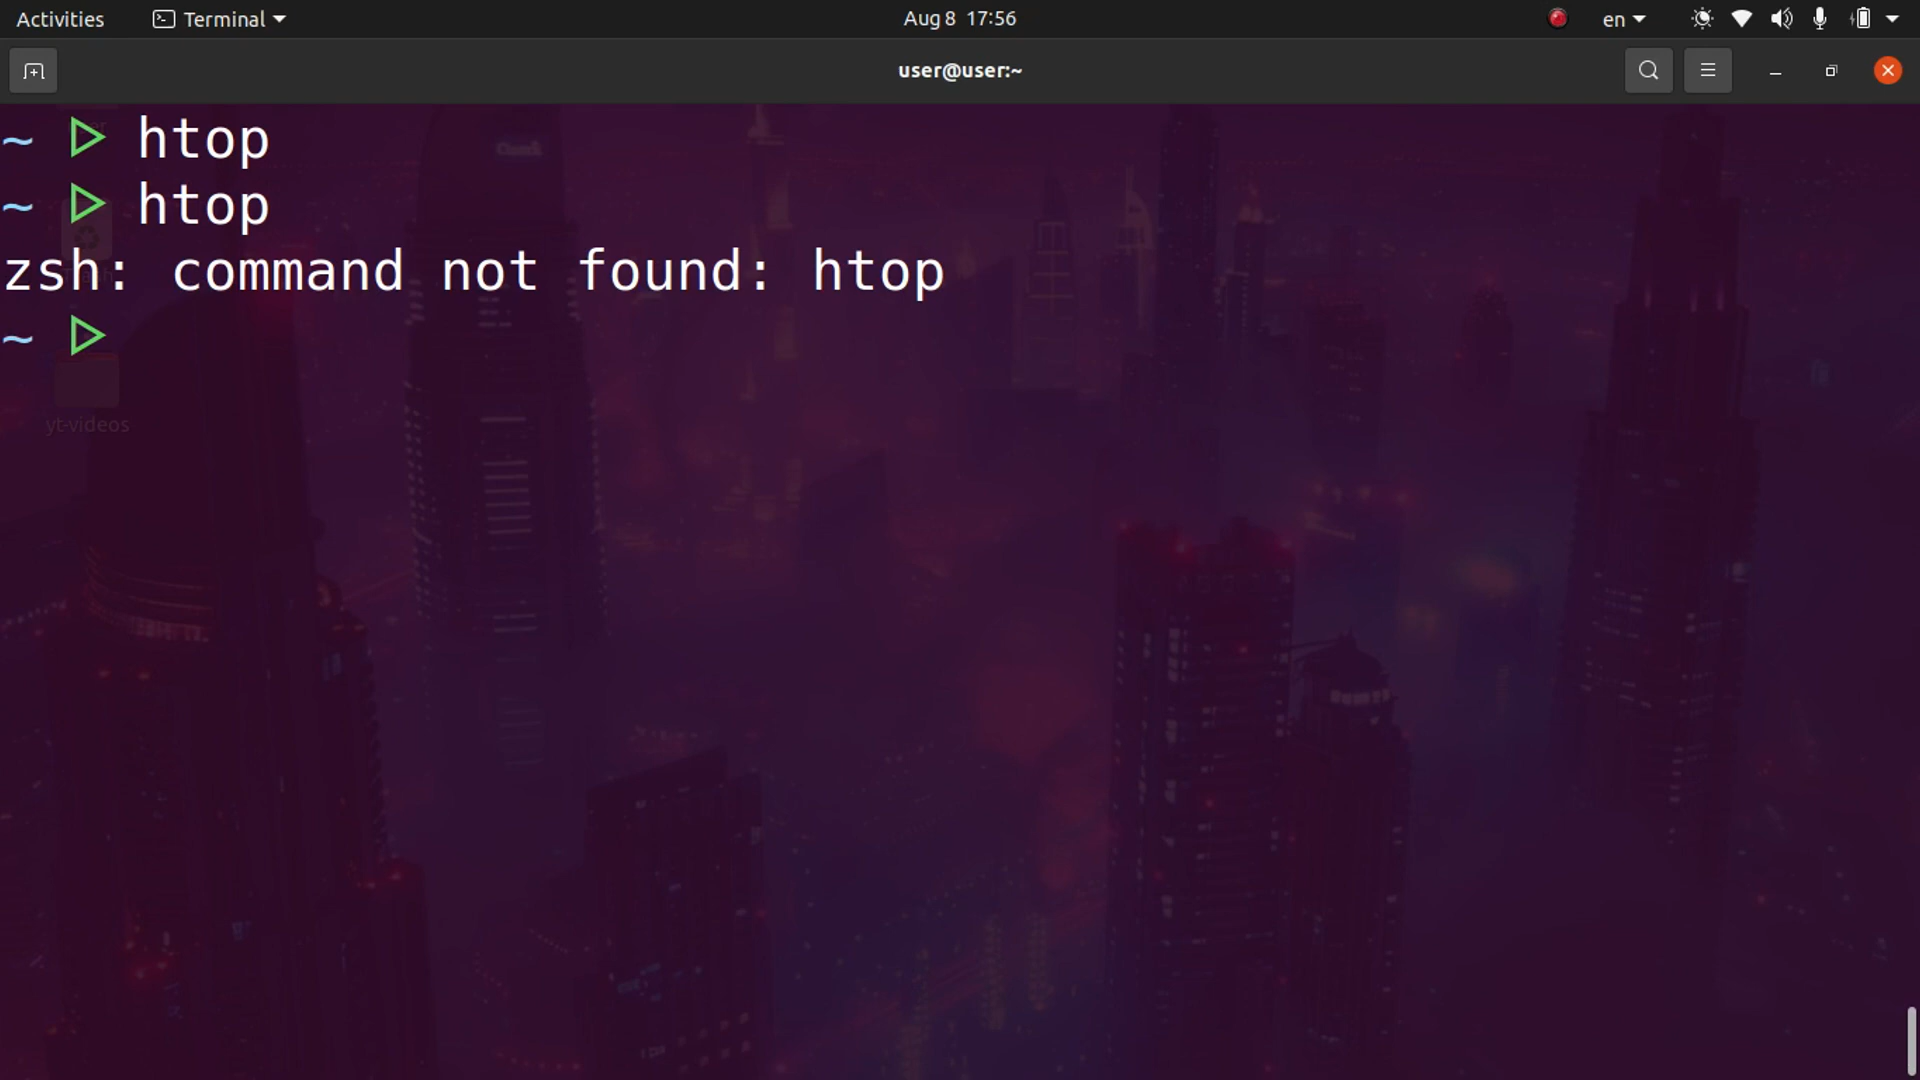 Activities Terminal Aug 8 17:56 en
user@user:~
~ ▷ htop
~ ▷ htop
zsh: command not found: htop
~ ▷
yt-videos